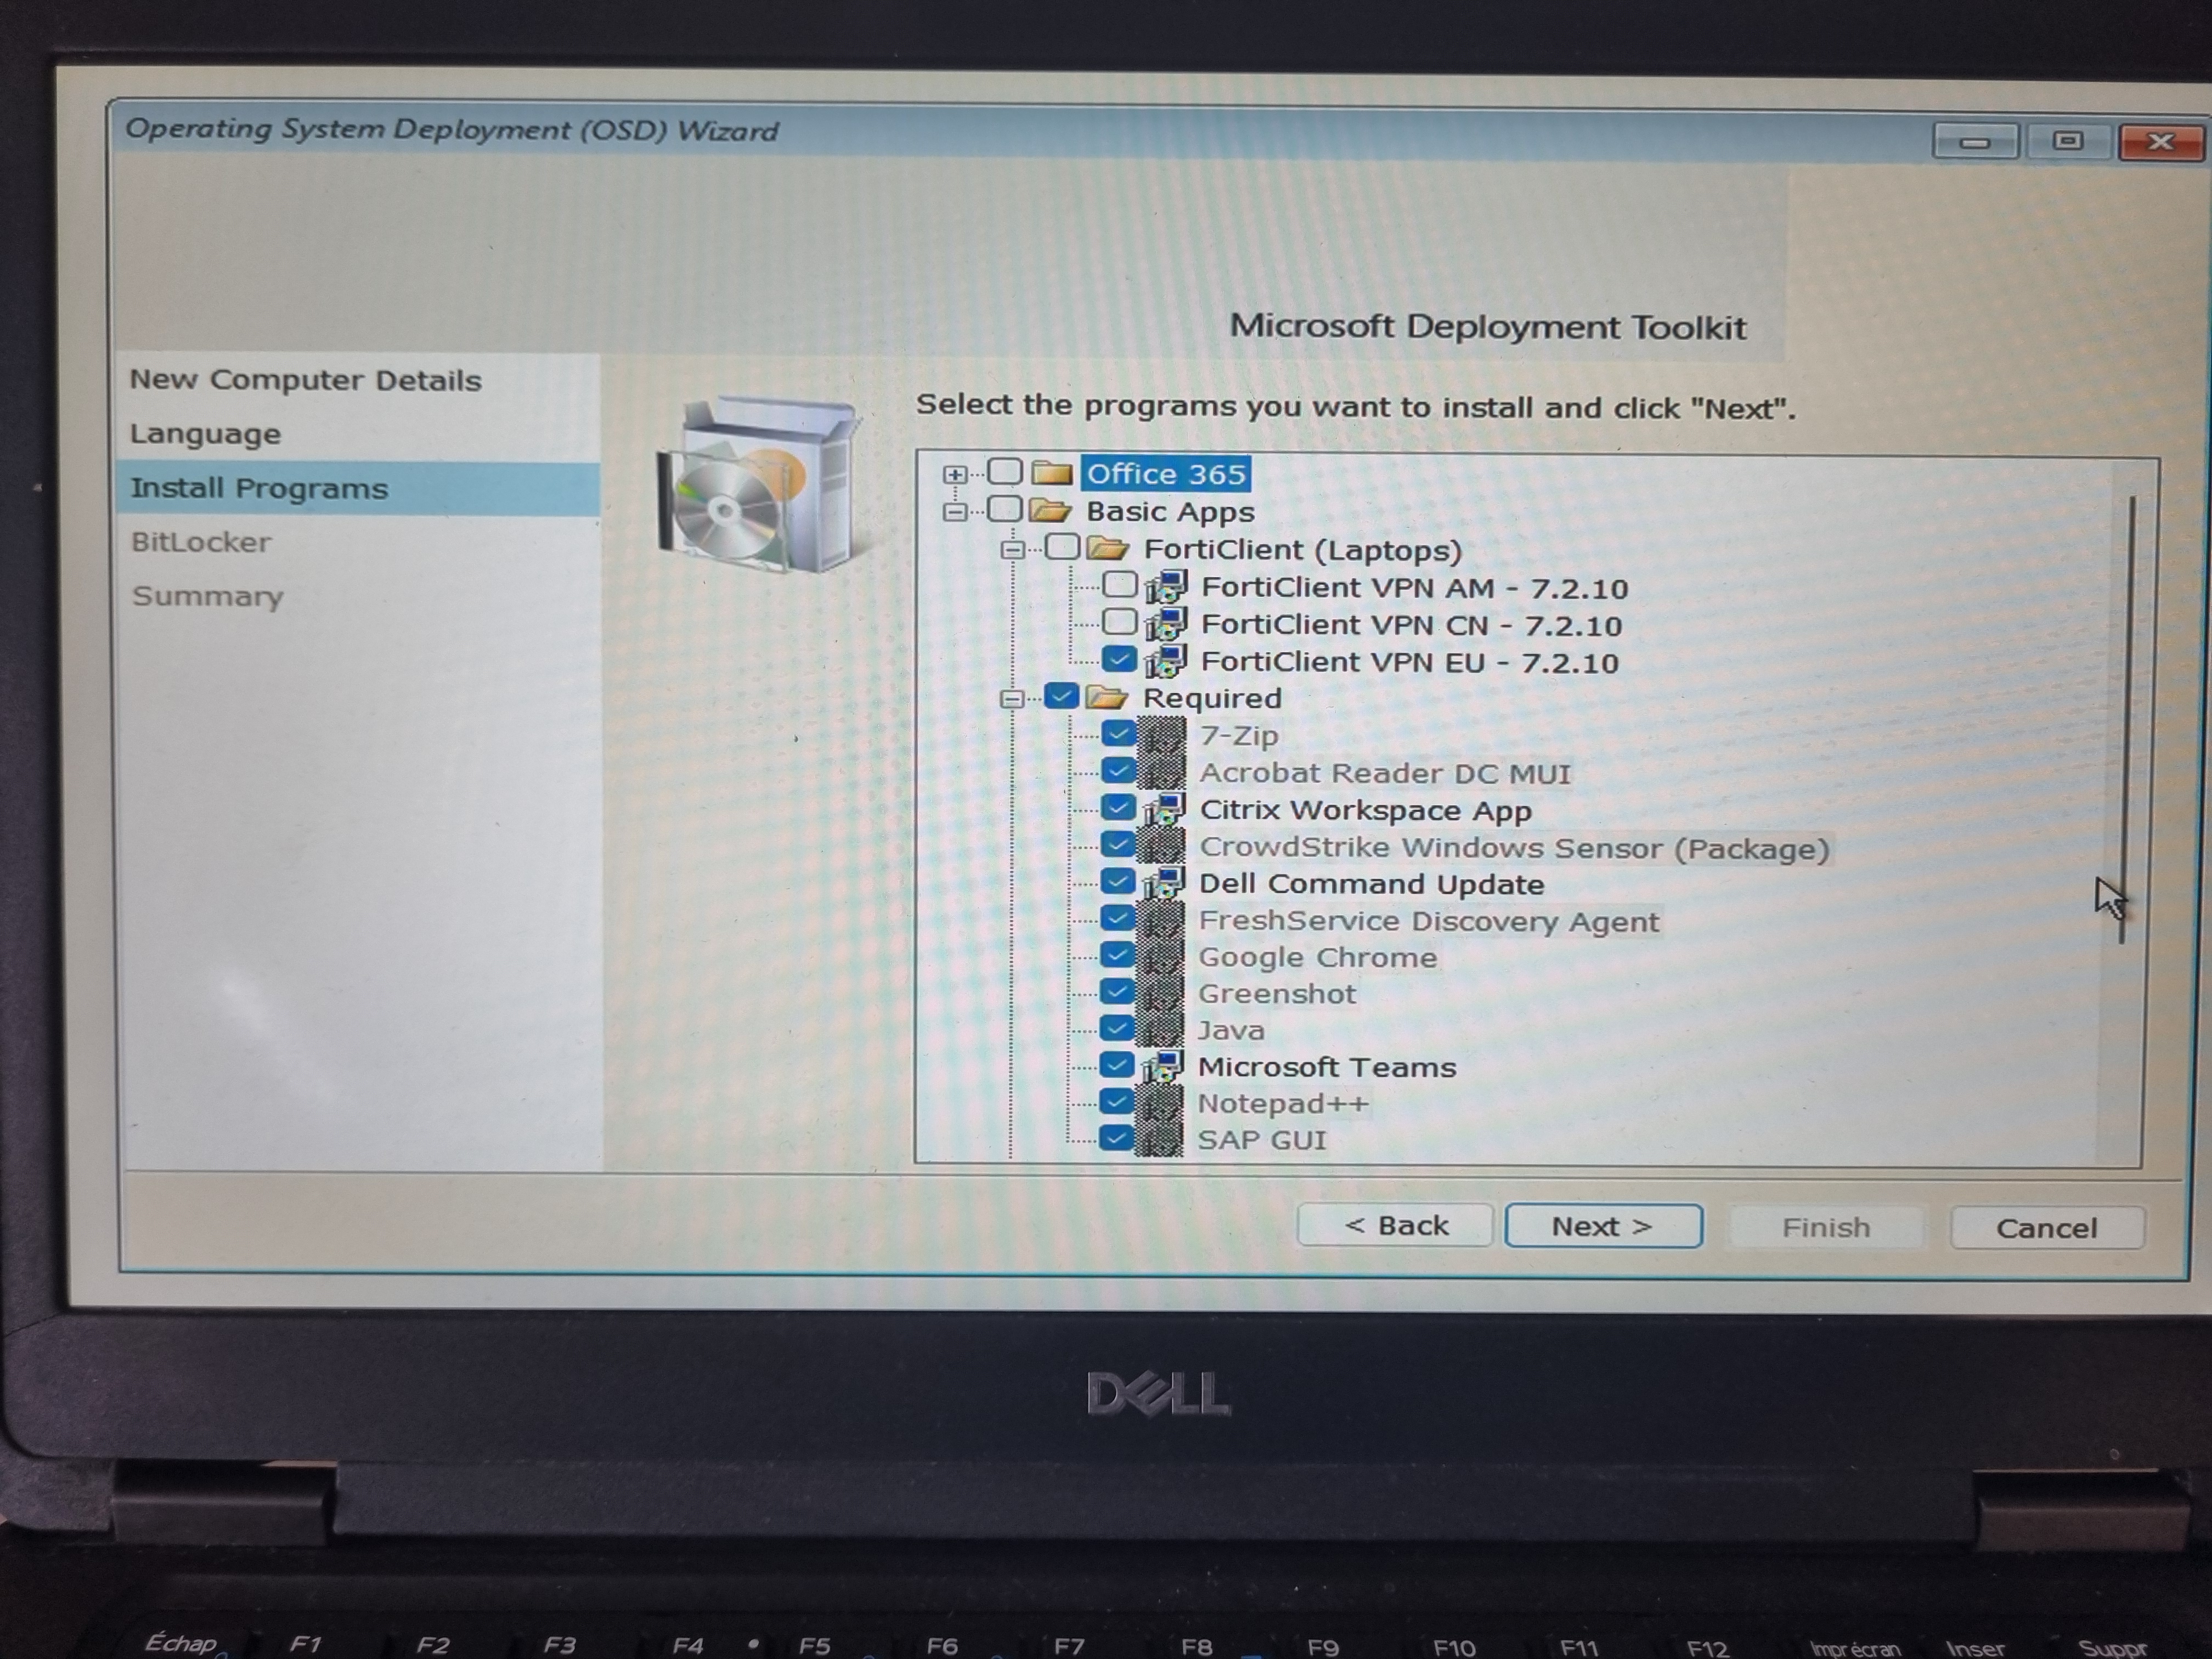 Operating System Deployment (OSD) Wizard
Microsoft Deployment Toolkit
New Computer Details
Language
Install Programs
BitLocker
Summary
Select the programs you want to install and click "Next".
Office 365
Basic Apps
FortiClient (Laptops)
FortiClient VPN AM - 7.2.10
FortiClient VPN CN - 7.2.10
FortiClient VPN EU - 7.2.10
Required
7-Zip
Acrobat Reader DC MUI
Citrix Workspace App
CrowdStrike Windows Sensor (Package)
Dell Command Update
FreshService Discovery Agent
Google Chrome
Greenshot
Java
Microsoft Teams
Notepad++
SAP GUI
< Back Next > Finish Cancel
DELL
Échap F1 F2 F3 F4 F5 F6 F7 F8 F9 F10 F11 F12 Impr écran Inser Suppr